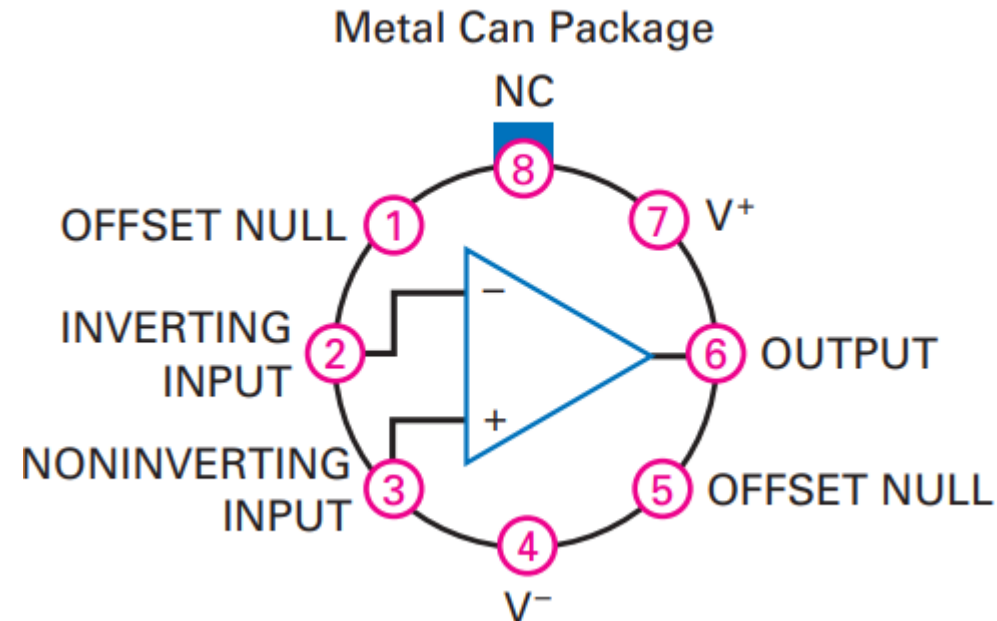 Metal Can Package
NC
8
OFFSET NULL 1
7 V⁺
INVERTING
INPUT
2
−
6 OUTPUT
+
NONINVERTING
INPUT
3
5 OFFSET NULL
4
V⁻